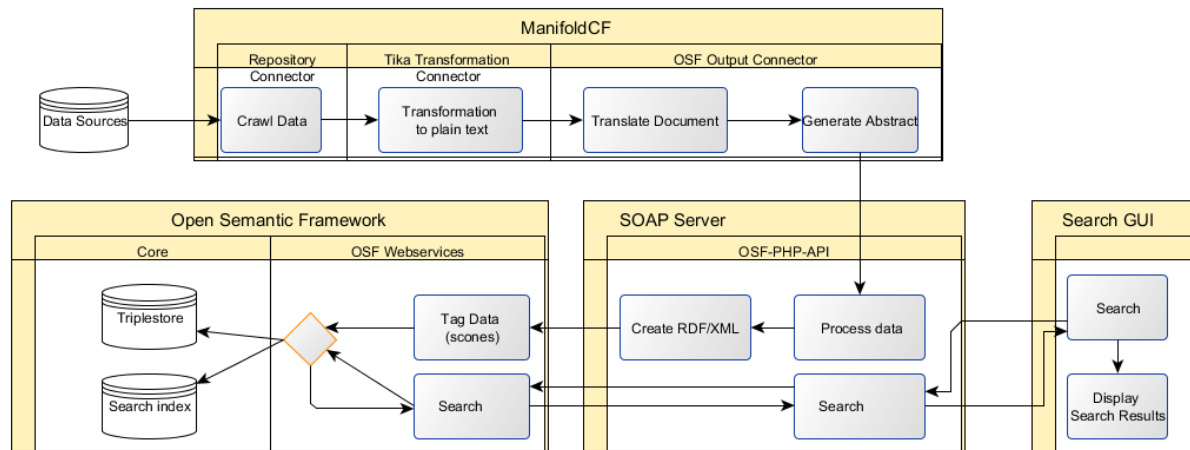 ManifoldCF
Repository
Connector
Tika Transformation
Connector
OSF Output Connector
Data Sources
Crawl Data
Transformation
to plain text
Translate Document
Generate Abstract
Open Semantic Framework
Core
OSF Webservices
Triplestore
Search index
Tag Data
(scones)
Search
SOAP Server
OSF-PHP-API
Create RDF/XML
Process data
Search
Search GUI
Search
Display
Search Results